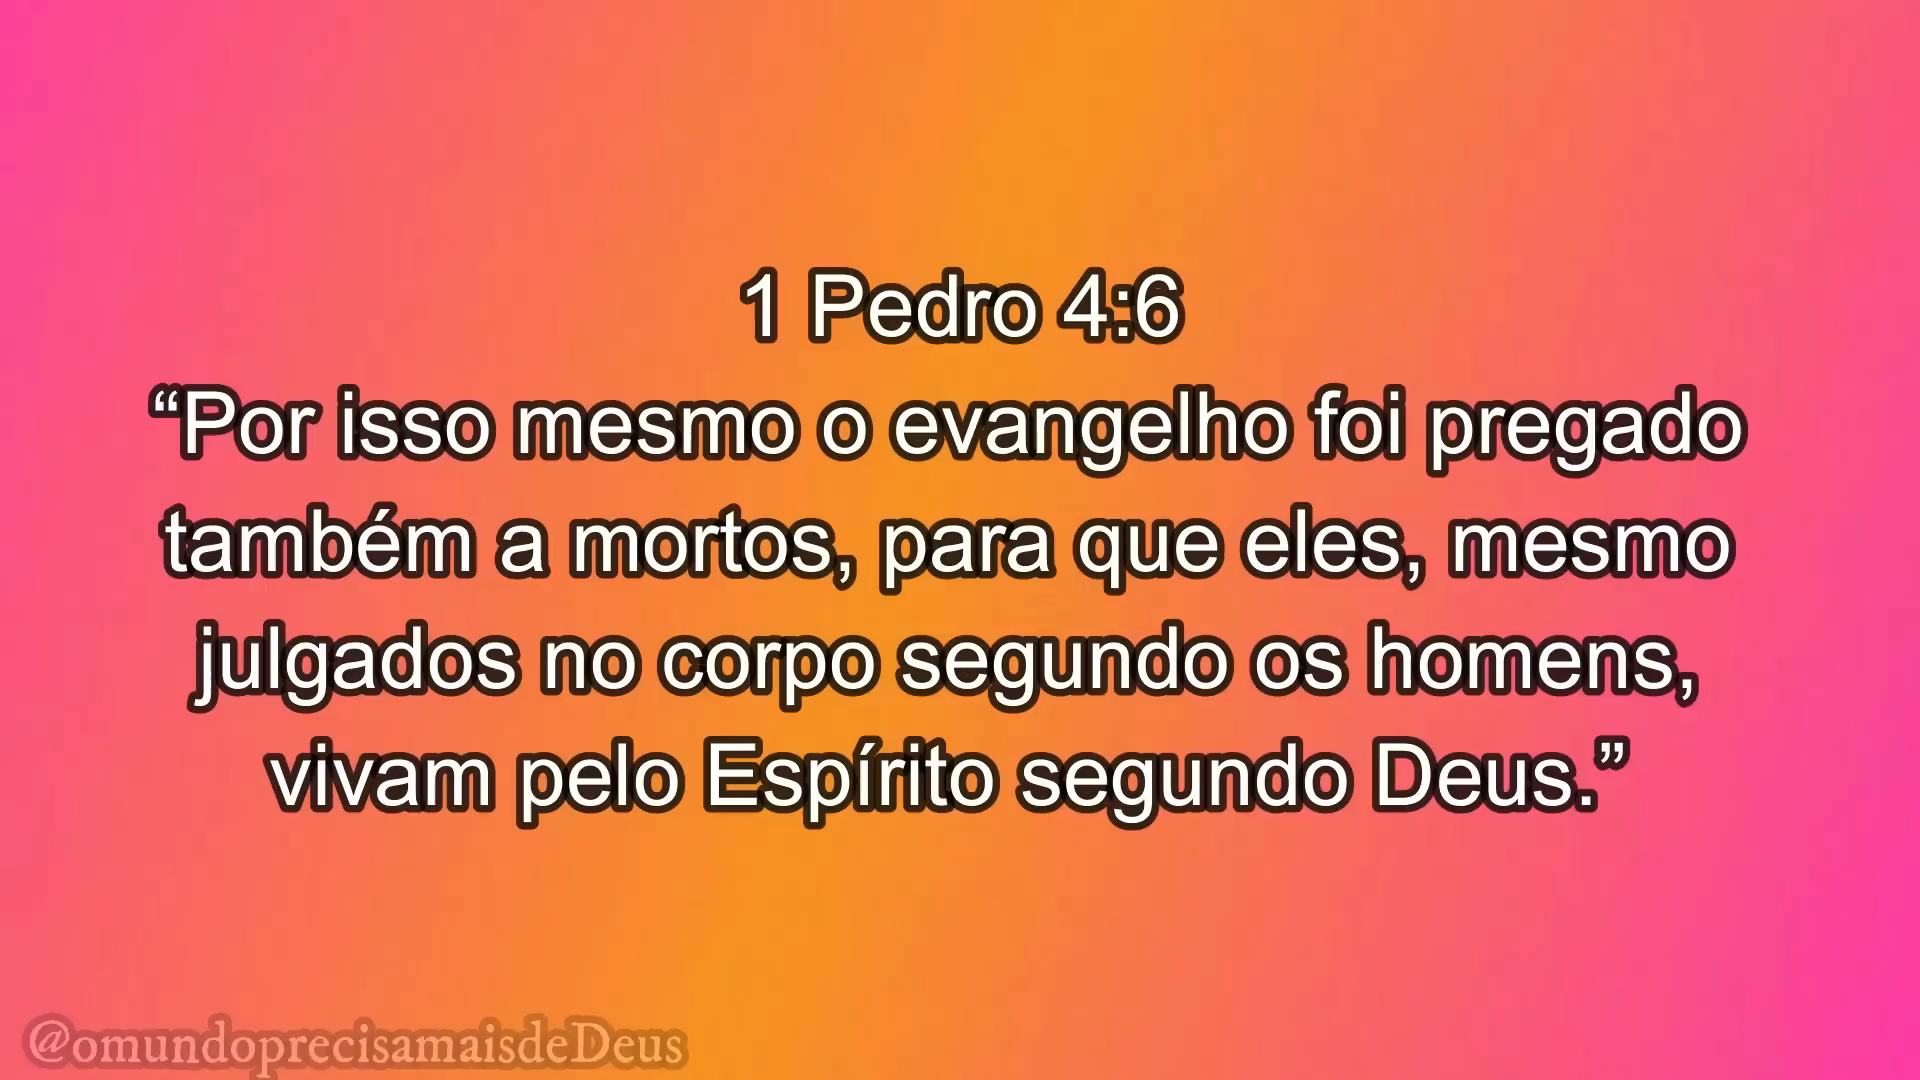 1 Pedro 4:6
“Por isso mesmo o evangelho foi pregado
também a mortos, para que eles, mesmo
julgados no corpo segundo os homens,
vivam pelo Espírito segundo Deus.”
@omundoprecisamaisdeDeus